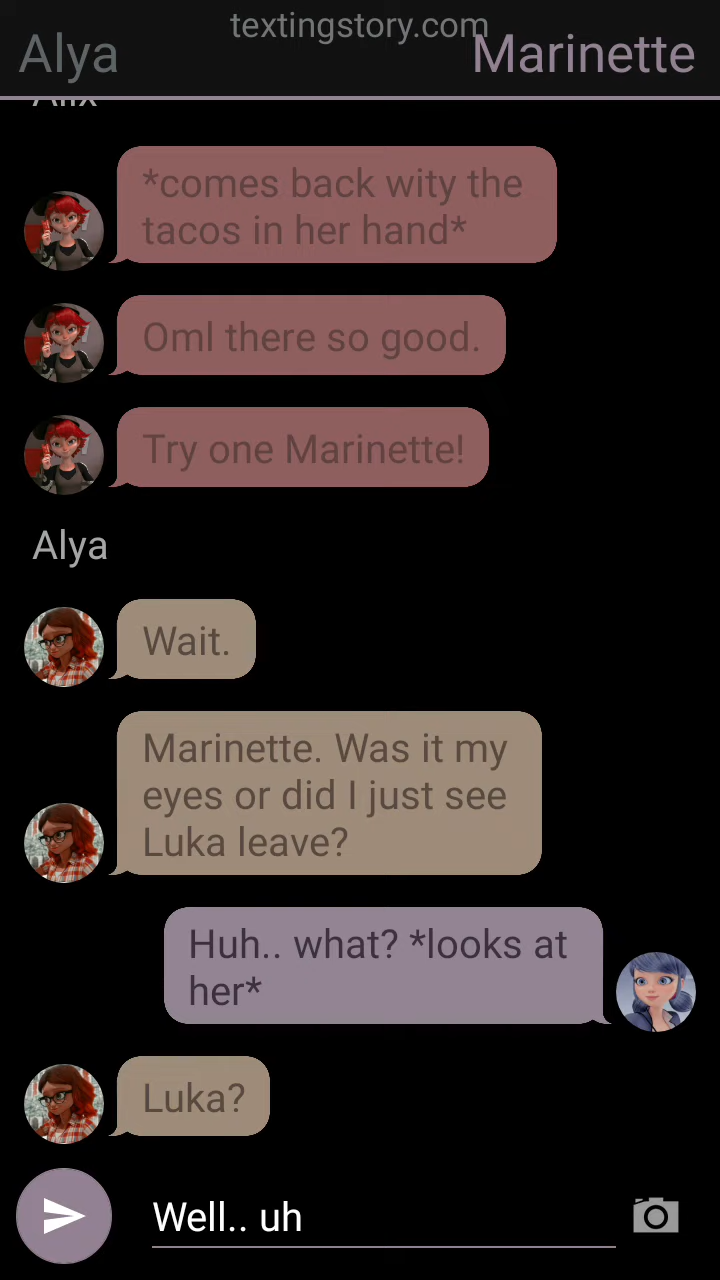 textingstory.com
Alya
Marinette
Alix
*comes back wity the
tacos in her hand*
Oml there so good.
Try one Marinette!
Alya
Wait.
Marinette. Was it my
eyes or did I just see
Luka leave?
Huh.. what? *looks at
her*
Luka?
Well.. uh